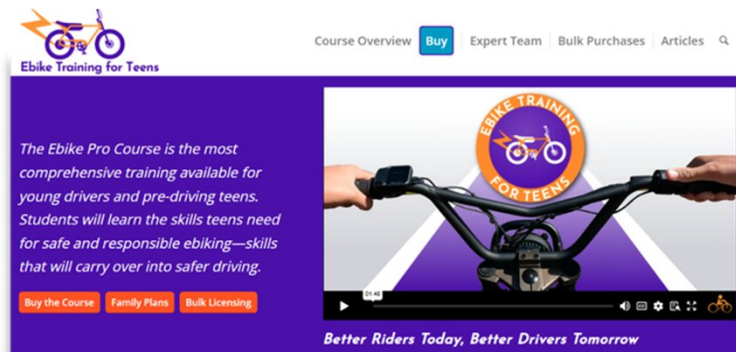 Ebike Training for Teens
Course Overview
Buy
Expert Team
Bulk Purchases
Articles
The Ebike Pro Course is the most
comprehensive training available for
young drivers and pre-driving teens.
Students will learn the skills teens need
for safe and responsible ebiking—skills
that will carry over into safer driving.
Buy the Course
Family Plans
Bulk Licensing
EBIKE TRAINING
FOR TEENS
01:40
CC
Better Riders Today, Better Drivers Tomorrow